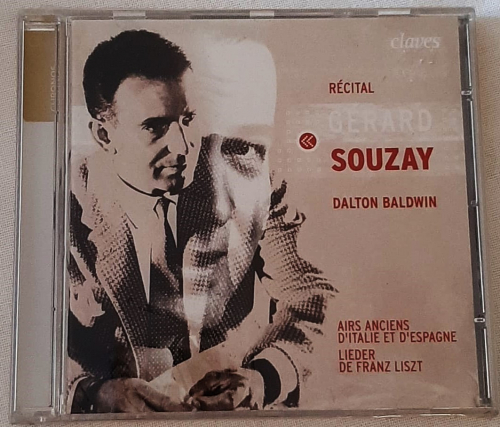 claves
RÉCITAL
GERARD
SOUZAY
DALTON BALDWIN
AIRS ANCIENS
D'ITALIE ET D'ESPAGNE
LIEDER
DE FRANZ LISZT